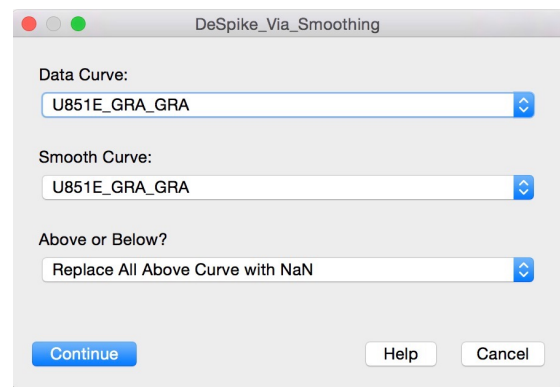 DeSpike_Via_Smoothing
Data Curve:
U851E_GRA_GRA
Smooth Curve:
U851E_GRA_GRA
Above or Below?
Replace All Above Curve with NaN
Continue
Help
Cancel